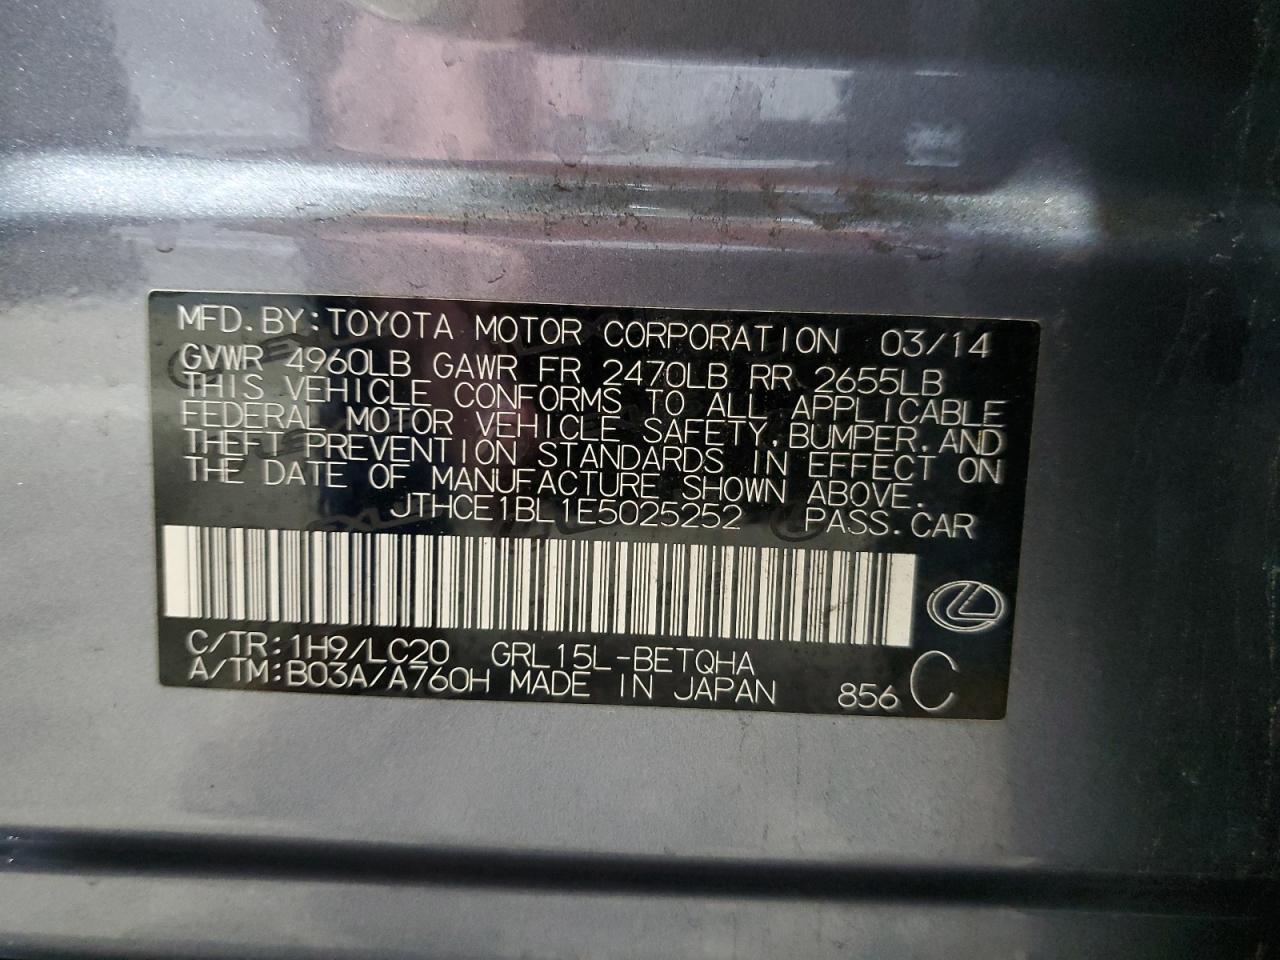 MFD.BY:TOYOTA MOTOR CORPORATION 03/14
GVWR 4960LB GAWR FR 2470LB RR 2655LB
THIS VEHICLE CONFORMS TO ALL APPLICABLE
FEDERAL MOTOR VEHICLE SAFETY,BUMPER,AND
THEFT PREVENTION STANDARDS IN EFFECT ON
THE DATE OF MANUFACTURE SHOWN ABOVE.
JTHCE1BL1E5025252 PASS.CAR
C/TR:1H9/LC20 GRL15L-BETQHA
A/TM:B03A/A760H MADE IN JAPAN 856 C